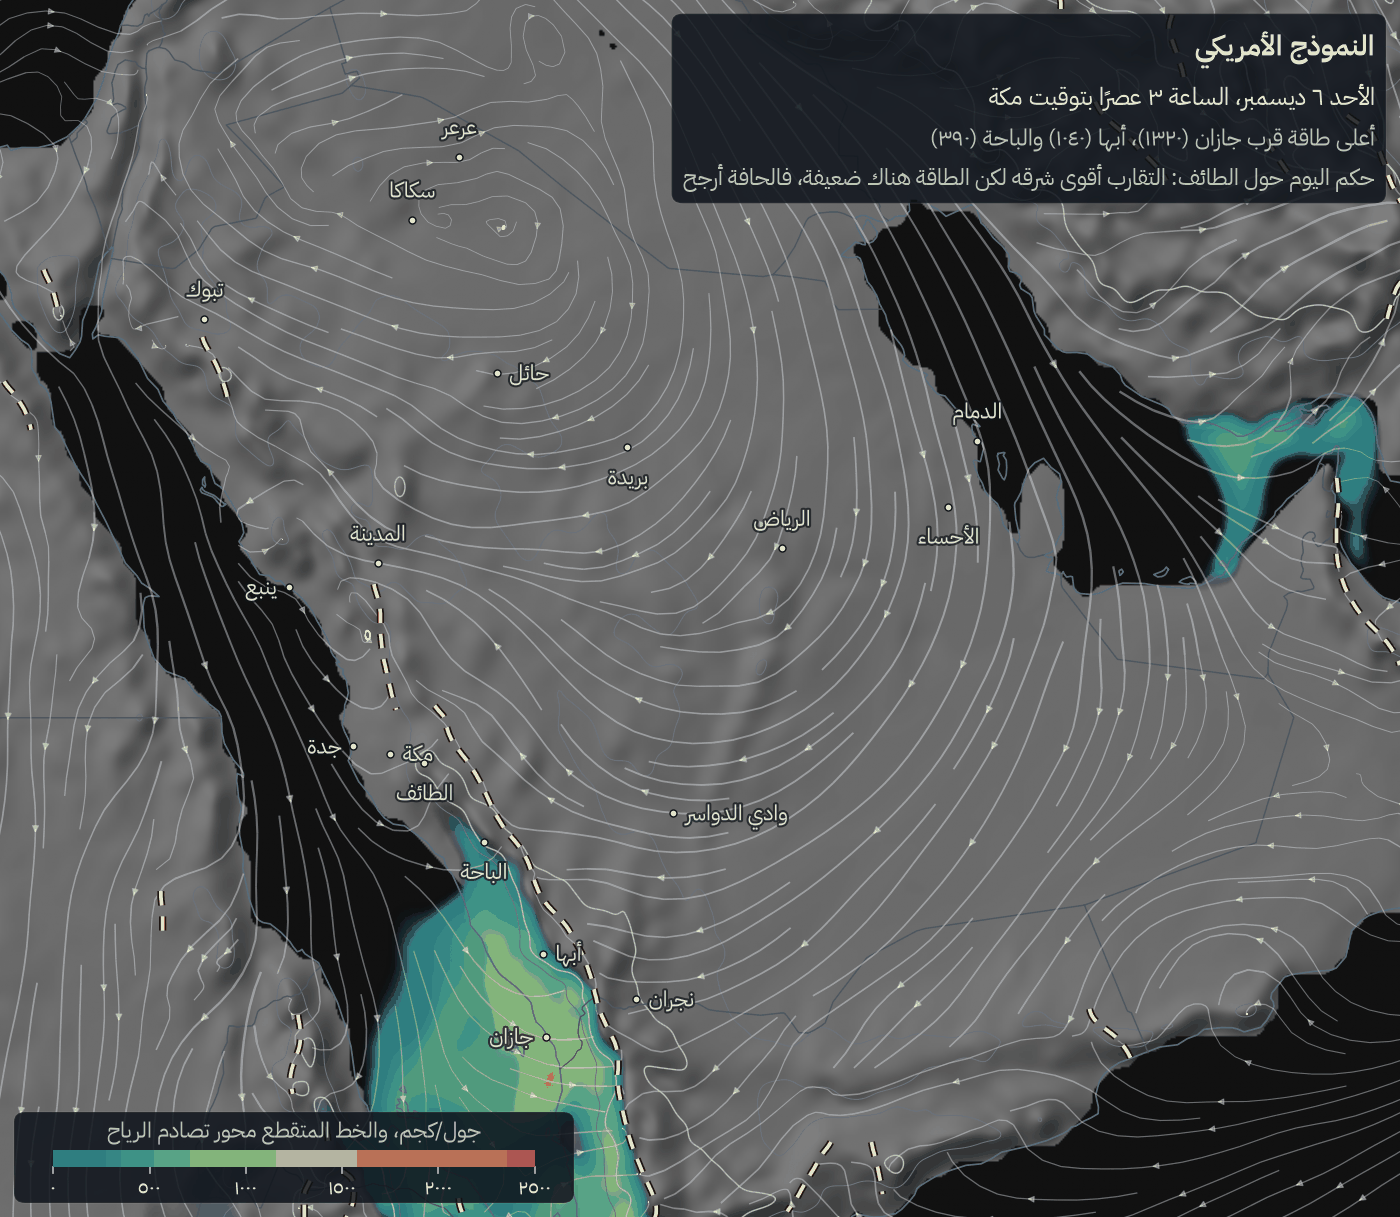 النموذج الأمريكي
الأحد ٦ ديسمبر، الساعة ٣ عصرًا بتوقيت مكة
أعلى طاقة قرب جازان (١٣٢٠)، أبها (١٠٤٠) والباحة (٣٩٠)
حكم اليوم حول الطائف: التقارب أقوى شرقه لكن الطاقة هناك ضعيفة، فالحافة أرجح
عرعر
سكاكا
تبوك
حائل
الدمام
بريدة
الرياض
الأحساء
المدينة
ينبع
جدة
مكة
الطائف
وادي الدواسر
الباحة
أبها
نجران
جازان
جول/كجم، والخط المتقطع محور تصادم الرياح
٠ ٥٠٠ ١٠٠٠ ١٥٠٠ ٢٠٠٠ ٢٥٠٠